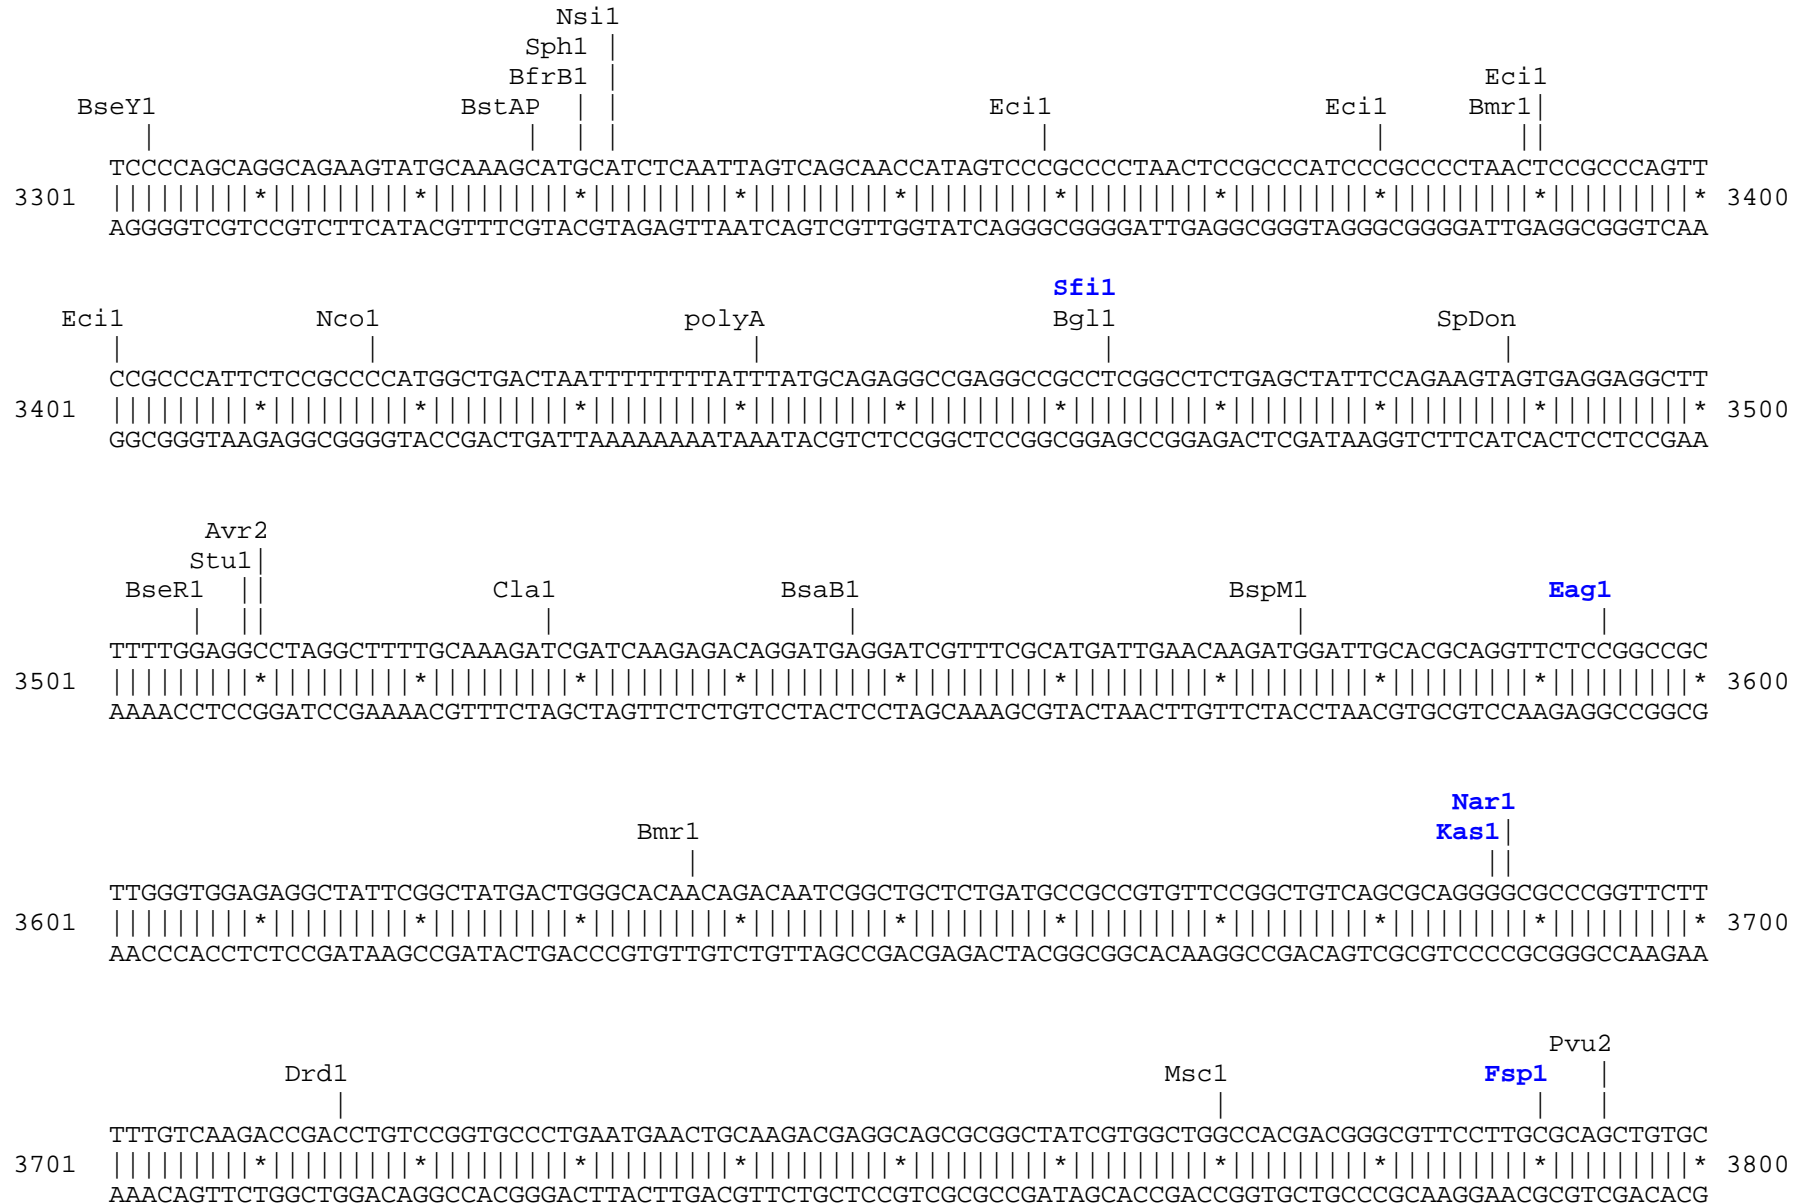 Nsi1
Sph1 |
BfrB1 | Eci1
BseY1 BstAP | | Eci1 Eci1 Bmr1|
| | | | | | ||
TCCCCAGCAGGCAGAAGTATGCAAAGCATGCATCTCAATTAGTCAGCAACCATAGTCCCGCCCCTAACTCCGCCCATCCCGCCCCTAACTCCGCCCAGTT
3301 |||||||||*|||||||||*|||||||||*|||||||||*|||||||||*|||||||||*|||||||||*|||||||||*|||||||||*|||||||||* 3400
AGGGGTCGTCCGTCTTCATACGTTTCGTACGTAGAGTTAATCAGTCGTTGGTATCAGGGCGGGGATTGAGGCGGGTAGGGCGGGGATTGAGGCGGGTCAA
Sfi1
Eci1 Nco1 polyA Bgl1 SpDon
| | | | |
CCGCCCATTCTCCGCCCCATGGCTGACTAATTTTTTTTATTTATGCAGAGGCCGAGGCCGCCTCGGCCTCTGAGCTATTCCAGAAGTAGTGAGGAGGCTT
3401 |||||||||*|||||||||*|||||||||*|||||||||*|||||||||*|||||||||*|||||||||*|||||||||*|||||||||*|||||||||* 3500
GGCGGGTAAGAGGCGGGGTACCGACTGATTAAAAAAAATAAATACGTCTCCGGCTCCGGCGGAGCCGGAGACTCGATAAGGTCTTCATCACTCCTCCGAA
Avr2
Stu1|
BseR1 || Cla1 BsaB1 BspM1 Eag1
| || | | | |
TTTTGGAGGCCTAGGCTTTTGCAAAGATCGATCAAGAGACAGGATGAGGATCGTTTCGCATGATTGAACAAGATGGATTGCACGCAGGTTCTCCGGCCGC
3501 |||||||||*|||||||||*|||||||||*|||||||||*|||||||||*|||||||||*|||||||||*|||||||||*|||||||||*|||||||||* 3600
AAAACCTCCGGATCCGAAAACGTTTCTAGCTAGTTCTCTGTCCTACTCCTAGCAAAGCGTACTAACTTGTTCTACCTAACGTGCGTCCAAGAGGCCGGCG
Nar1
Bmr1 Kas1|
| ||
TTGGGTGGAGAGGCTATTCGGCTATGACTGGGCACAACAGACAATCGGCTGCTCTGATGCCGCCGTGTTCCGGCTGTCAGCGCAGGGGCGCCCGGTTCTT
3601 |||||||||*|||||||||*|||||||||*|||||||||*|||||||||*|||||||||*|||||||||*|||||||||*|||||||||*|||||||||* 3700
AACCCACCTCTCCGATAAGCCGATACTGACCCGTGTTGTCTGTTAGCCGACGAGACTACGGCGGCACAAGGCCGACAGTCGCGTCCCCGCGGGCCAAGAA
Pvu2
Drd1 Msc1 Fsp1 |
| | | |
TTTGTCAAGACCGACCTGTCCGGTGCCCTGAATGAACTGCAAGACGAGGCAGCGCGGCTATCGTGGCTGGCCACGACGGGCGTTCCTTGCGCAGCTGTGC
3701 |||||||||*|||||||||*|||||||||*|||||||||*|||||||||*|||||||||*|||||||||*|||||||||*|||||||||*|||||||||* 3800
AAACAGTTCTGGCTGGACAGGCCACGGGACTTACTTGACGTTCTGCTCCGTCGCGCCGATAGCACCGACCGGTGCTGCCCGCAAGGAACGCGTCGACACG